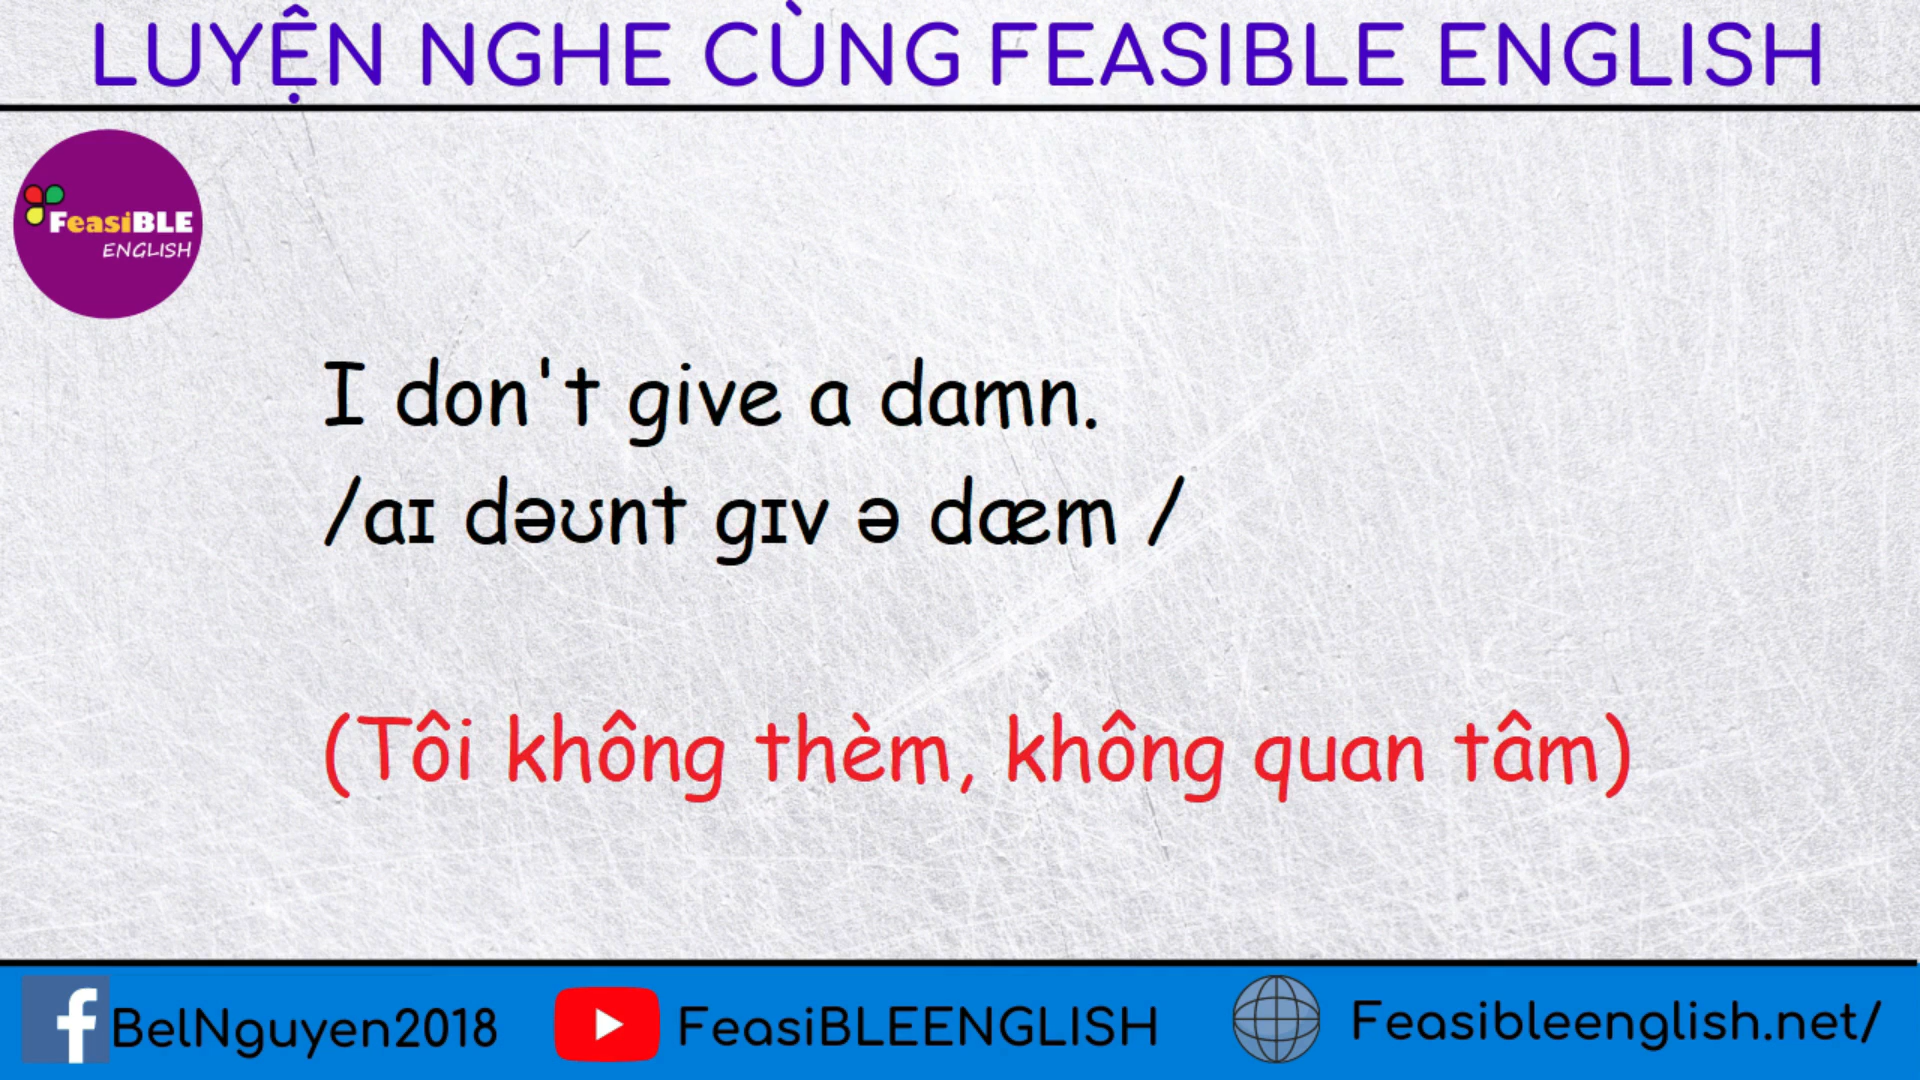 LUYỆN NGHE CÙNG FEASIBLE ENGLISH
FeasiBLE
ENGLISH
I don't give a damn.
/aɪ dəʊnt gɪv ə dæm /
(Tôi không thèm, không quan tâm)
BelNguyen2018
FeasiBLEENGLISH
Feasibleenglish.net/